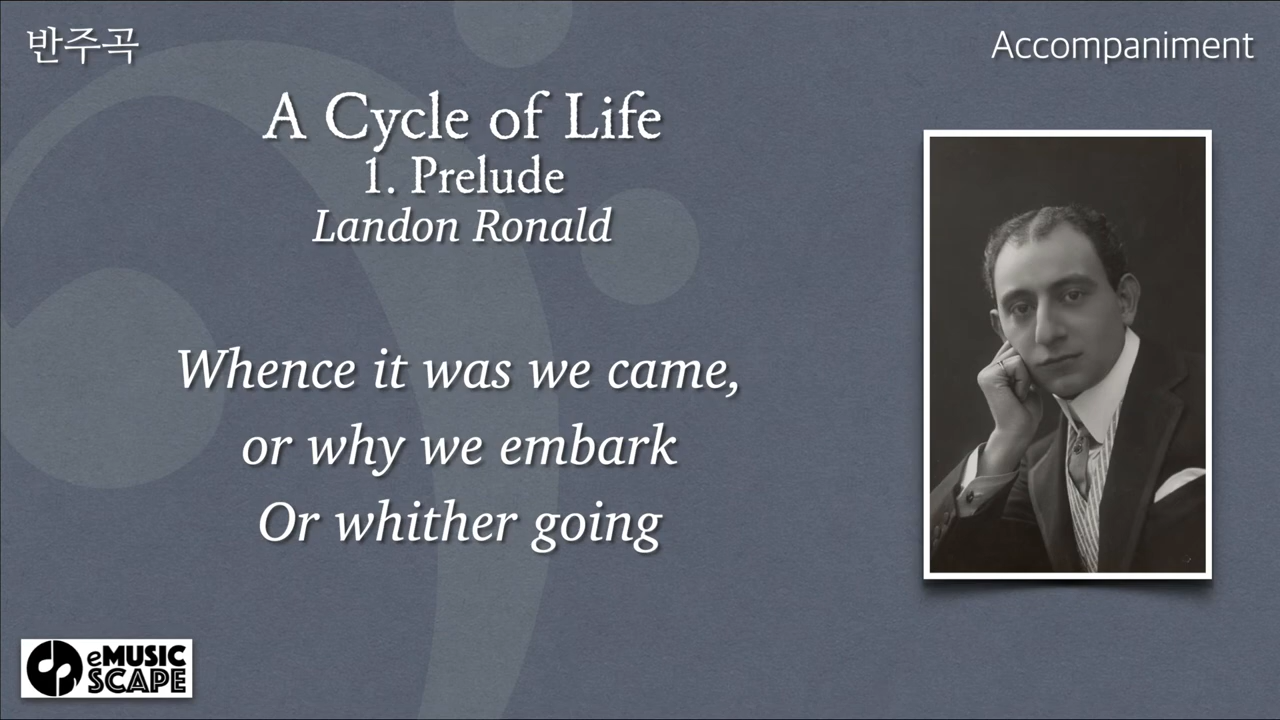 반주곡
Accompaniment
A Cycle of Life
1. Prelude
Landon Ronald
Whence it was we came,
or why we embark
Or whither going
eMUSIC
SCAPE